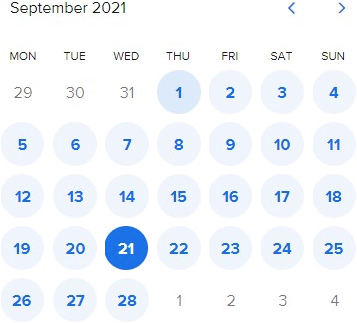 September 2021
MON TUE WED THU FRI SAT SUN
29 30 31 1 2 3 4
5 6 7 8 9 10 11
12 13 14 15 16 17 18
19 20 21 22 23 24 25
26 27 28 1 2 3 4